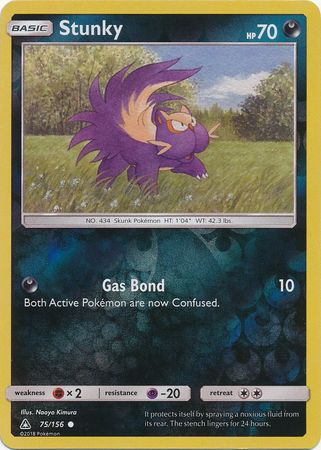 BASIC Stunky HP 70
NO. 434 Skunk Pokémon HT: 1'04" WT: 42.3 lbs.
Gas Bond 10
Both Active Pokémon are now Confused.
weakness × 2 resistance -20 retreat
Illus. Naoyo Kimura
75/156
©2018 Pokémon
It protects itself by spraying a noxious fluid from
its rear. The stench lingers for 24 hours.